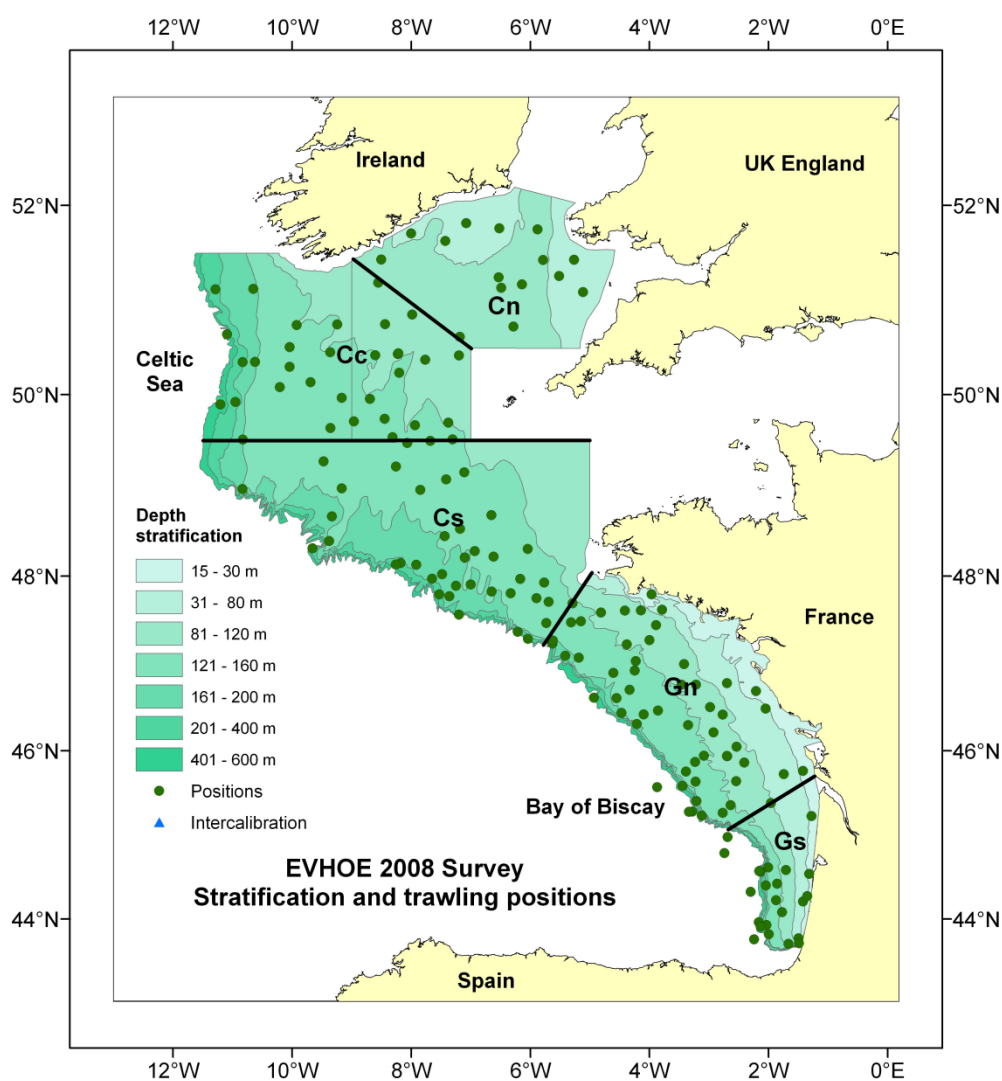 12°W 10°W 8°W 6°W 4°W 2°W 0°E
Ireland
UK England
52°N 52°N
Cn
Celtic
Sea
Cc
50°N 50°N
Depth
stratification
15 - 30 m
31 - 80 m
81 - 120 m
121 - 160 m
161 - 200 m
201 - 400 m
401 - 600 m
Positions
Intercalibration
Cs
48°N 48°N
France
Gn
46°N 46°N
Bay of Biscay
Gs
EVHOE 2008 Survey
Stratification and trawling positions
44°N 44°N
Spain
12°W 10°W 8°W 6°W 4°W 2°W 0°E